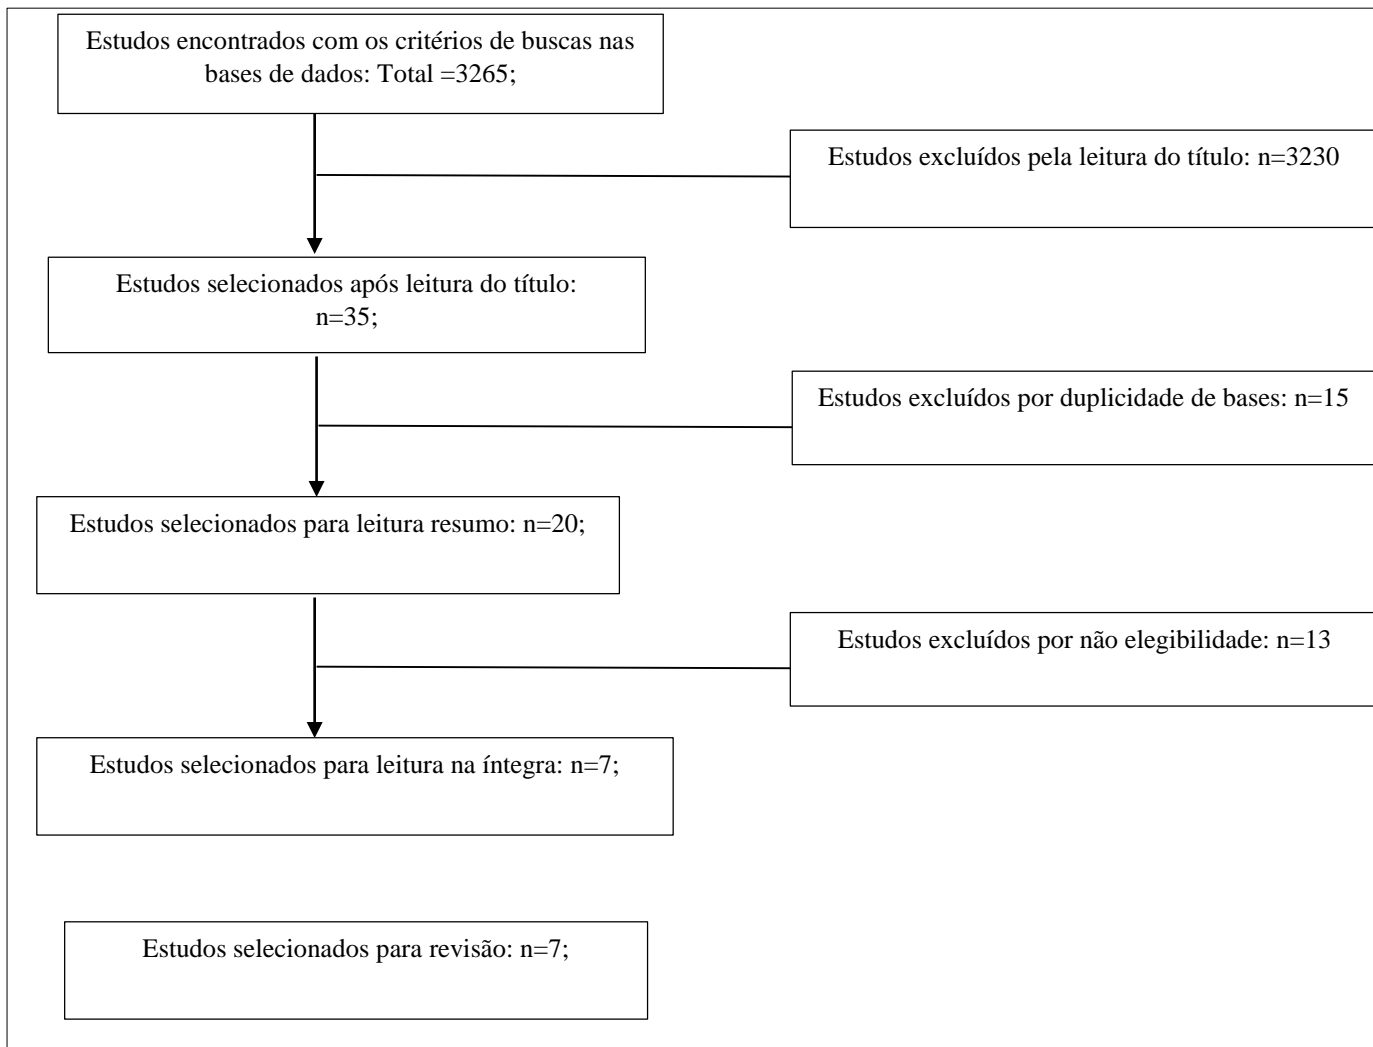 Estudos encontrados com os critérios de buscas nas
bases de dados: Total =3265;
Estudos excluídos pela leitura do título: n=3230
Estudos selecionados após leitura do título:
n=35;
Estudos excluídos por duplicidade de bases: n=15
Estudos selecionados para leitura resumo: n=20;
Estudos excluídos por não elegibilidade: n=13
Estudos selecionados para leitura na íntegra: n=7;
Estudos selecionados para revisão: n=7;